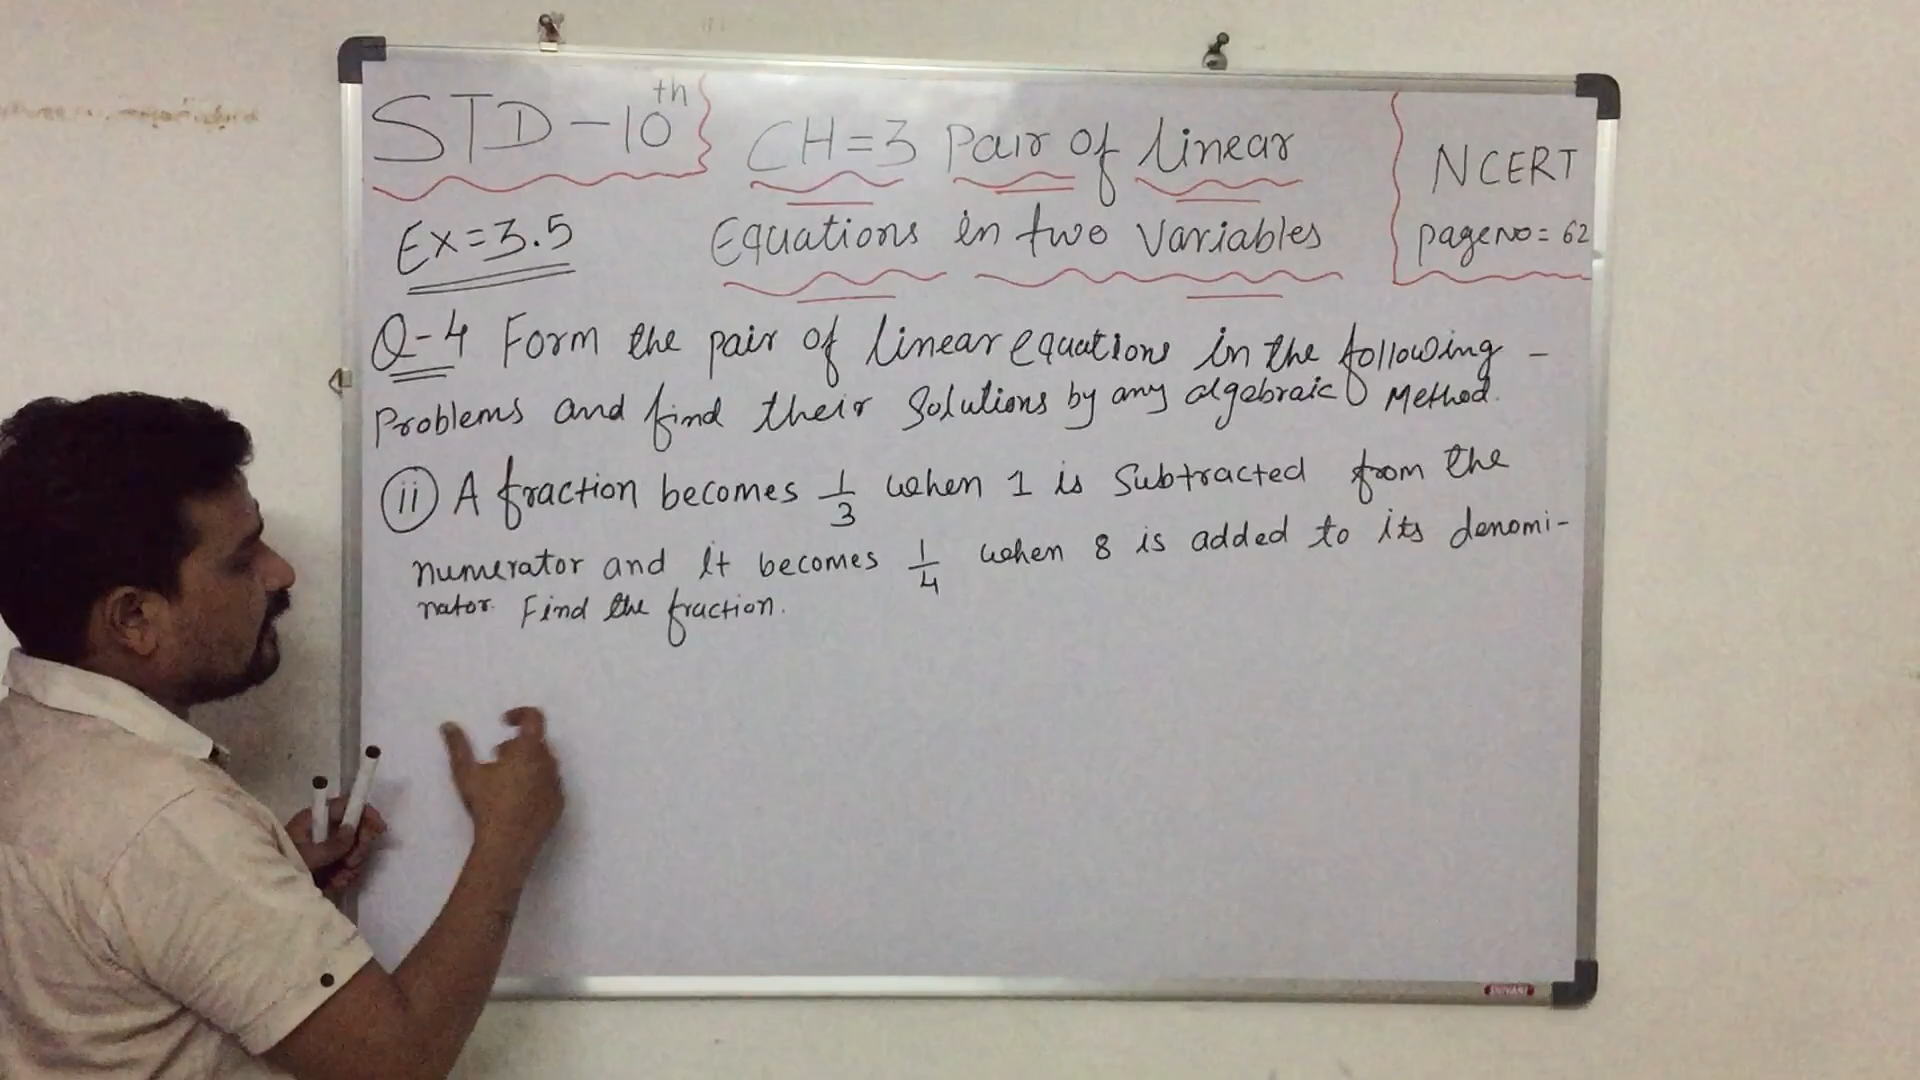 STD-10th CH=3 Pair of linear NCERT
Ex=3.5 Equations in two Variables pageNo=62
Q-4 Form the pair of linear equations in the following -
Problems and find their Solutions by any algebraic Method.
(ii) A fraction becomes 1/3 when 1 is Subtracted from the
numerator and it becomes 1/4 when 8 is added to its denomi-
nator. Find the fraction.